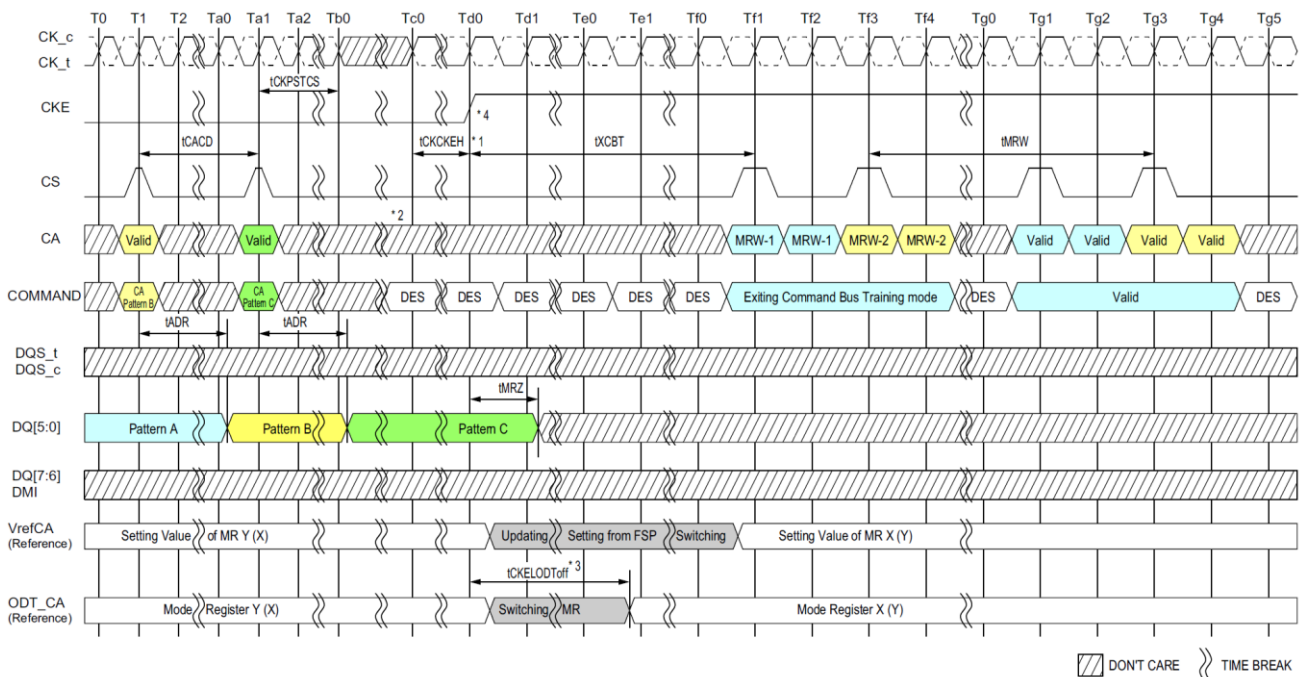 T0 T1 T2 Ta0 Ta1 Ta2 Tb0 Tc0 Td0 Td1 Te0 Te1 Tf0 Tf1 Tf2 Tf3 Tf4 Tg0 Tg1 Tg2 Tg3 Tg4 Tg5
CK_c
CK_t
tCKPSTCS
CKE
* 4
tCACD tCKCKEH * 1 tXCBT tMRW
CS
* 2
CA Valid Valid MRW-1 MRW-1 MRW-2 MRW-2 Valid Valid Valid Valid
COMMAND CA Pattern B CA Pattern C DES DES DES DES DES DES Exiting Command Bus Training mode DES Valid DES
tADR tADR
DQS_t
DQS_c
tMRZ
DQ[5:0] Pattern A Pattern B Pattern C
DQ[7:6]
DMI
VrefCA
(Reference)
Setting Value of MR Y (X) Updating Setting from FSP Switching Setting Value of MR X (Y)
tCKELODToff * 3
ODT_CA
(Reference)
Mode Register Y (X) Switching MR Mode Register X (Y)
DON'T CARE TIME BREAK